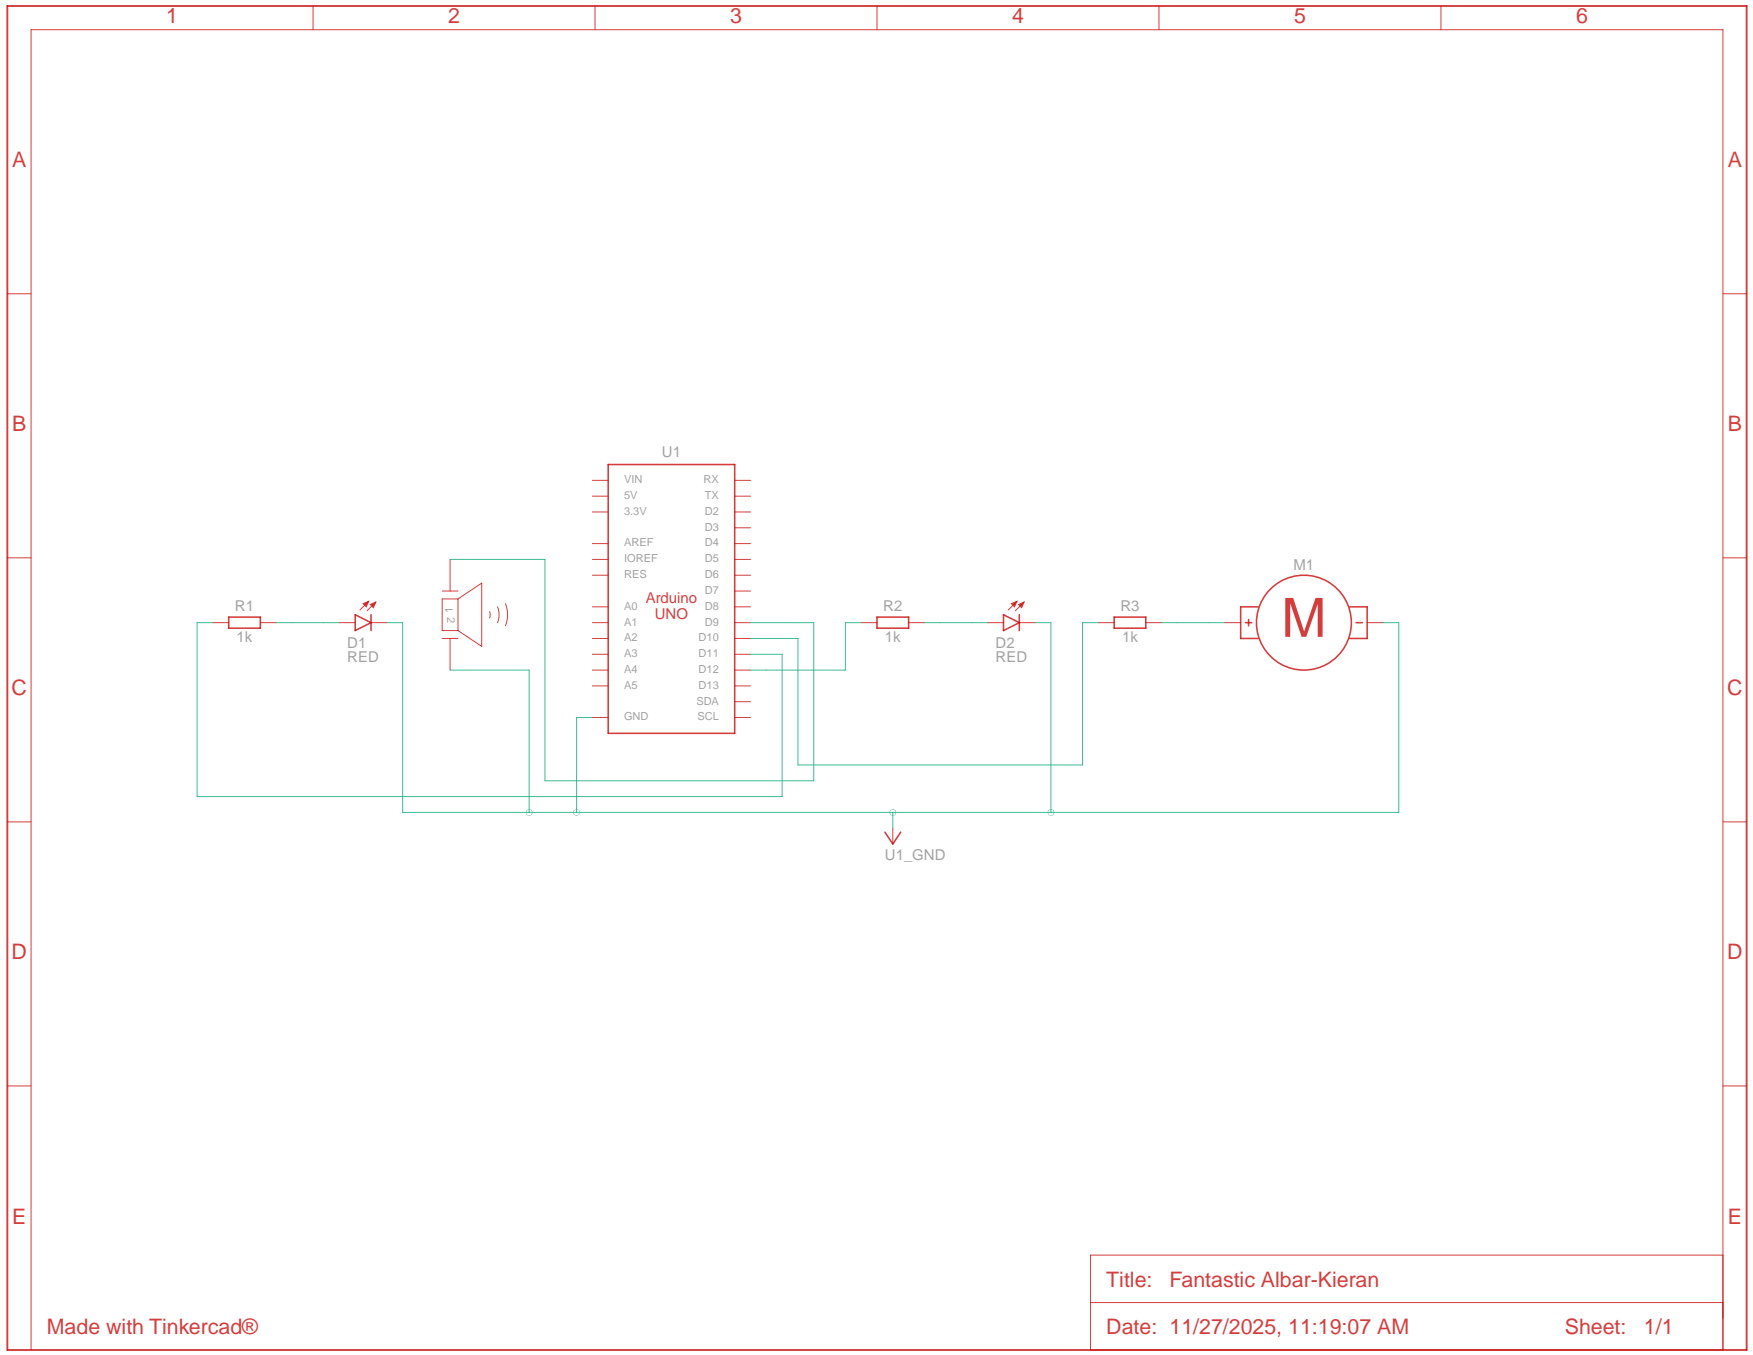 1 2 3 4 5 6
A A
B B
U1
VIN RX
5V TX
3.3V D2
D3
AREF D4
IOREF D5
RES D6
D7
Arduino
UNO
A0 D8
A1 D9
A2 D10
A3 D11
A4 D12
A5 D13
SDA
GND SCL
R1
1k
D1
RED
1 2
R2
1k
D2
RED
R3
1k
M1
+ M -
C C
U1_GND
D D
E E
Title: Fantastic Albar-Kieran
Made with Tinkercad®
Date: 11/27/2025, 11:19:07 AM Sheet: 1/1